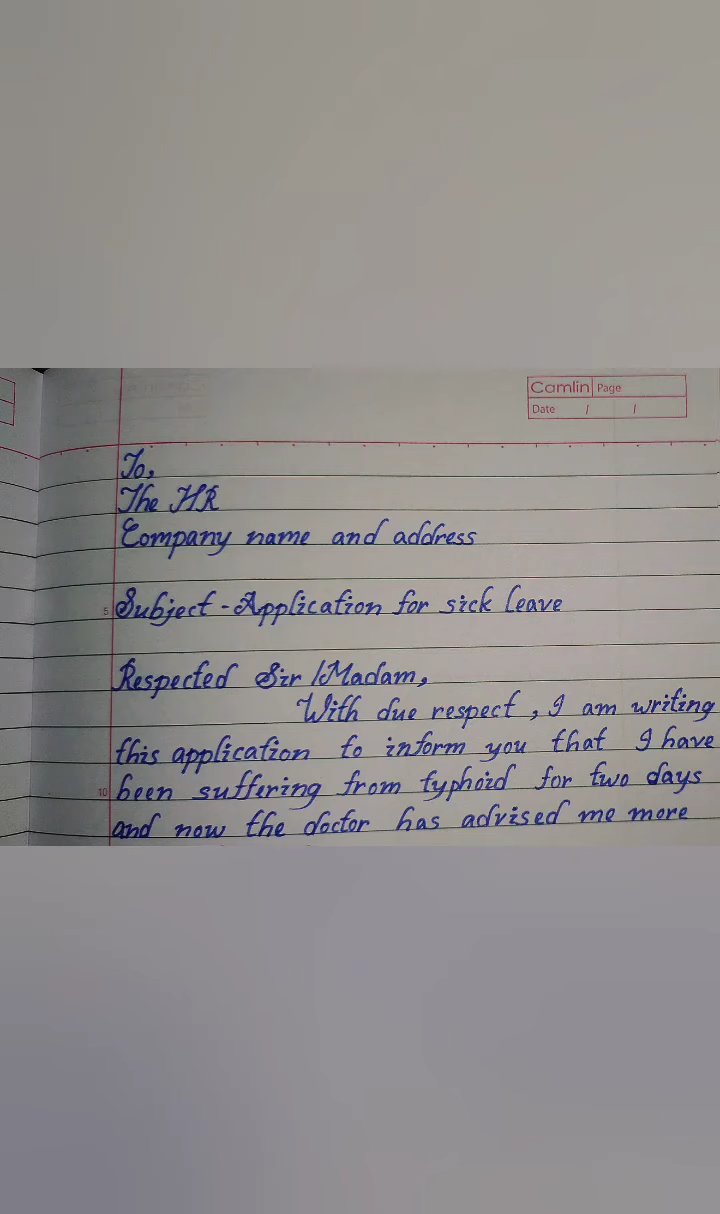 Camlin Page
Date / /
To,
The HR
Company name and address
5 Subject - Application for sick leave
Respected Sir/Madam,
With due respect, I am writing
this application to inform you that I have
10 been suffering from typhoid for two days
and now the doctor has advised me more